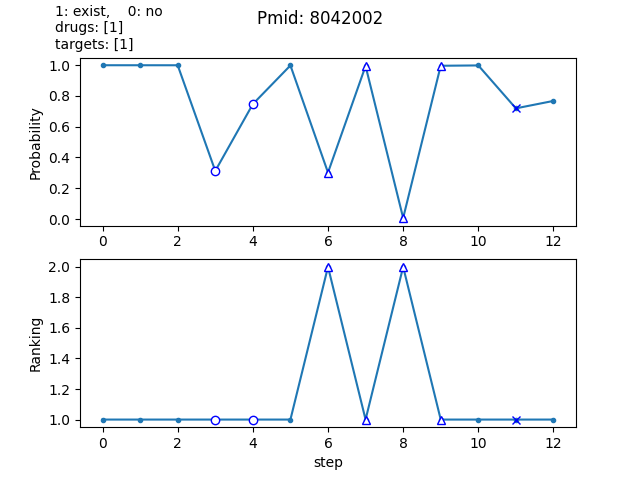 1: exist,    0: no
drugs: [1]
targets: [1]
Pmid: 8042002
Probability
1.0
0.8
0.6
0.4
0.2
0.0
0 2 4 6 8 10 12
Ranking
2.0
1.8
1.6
1.4
1.2
1.0
0 2 4 6 8 10 12
step